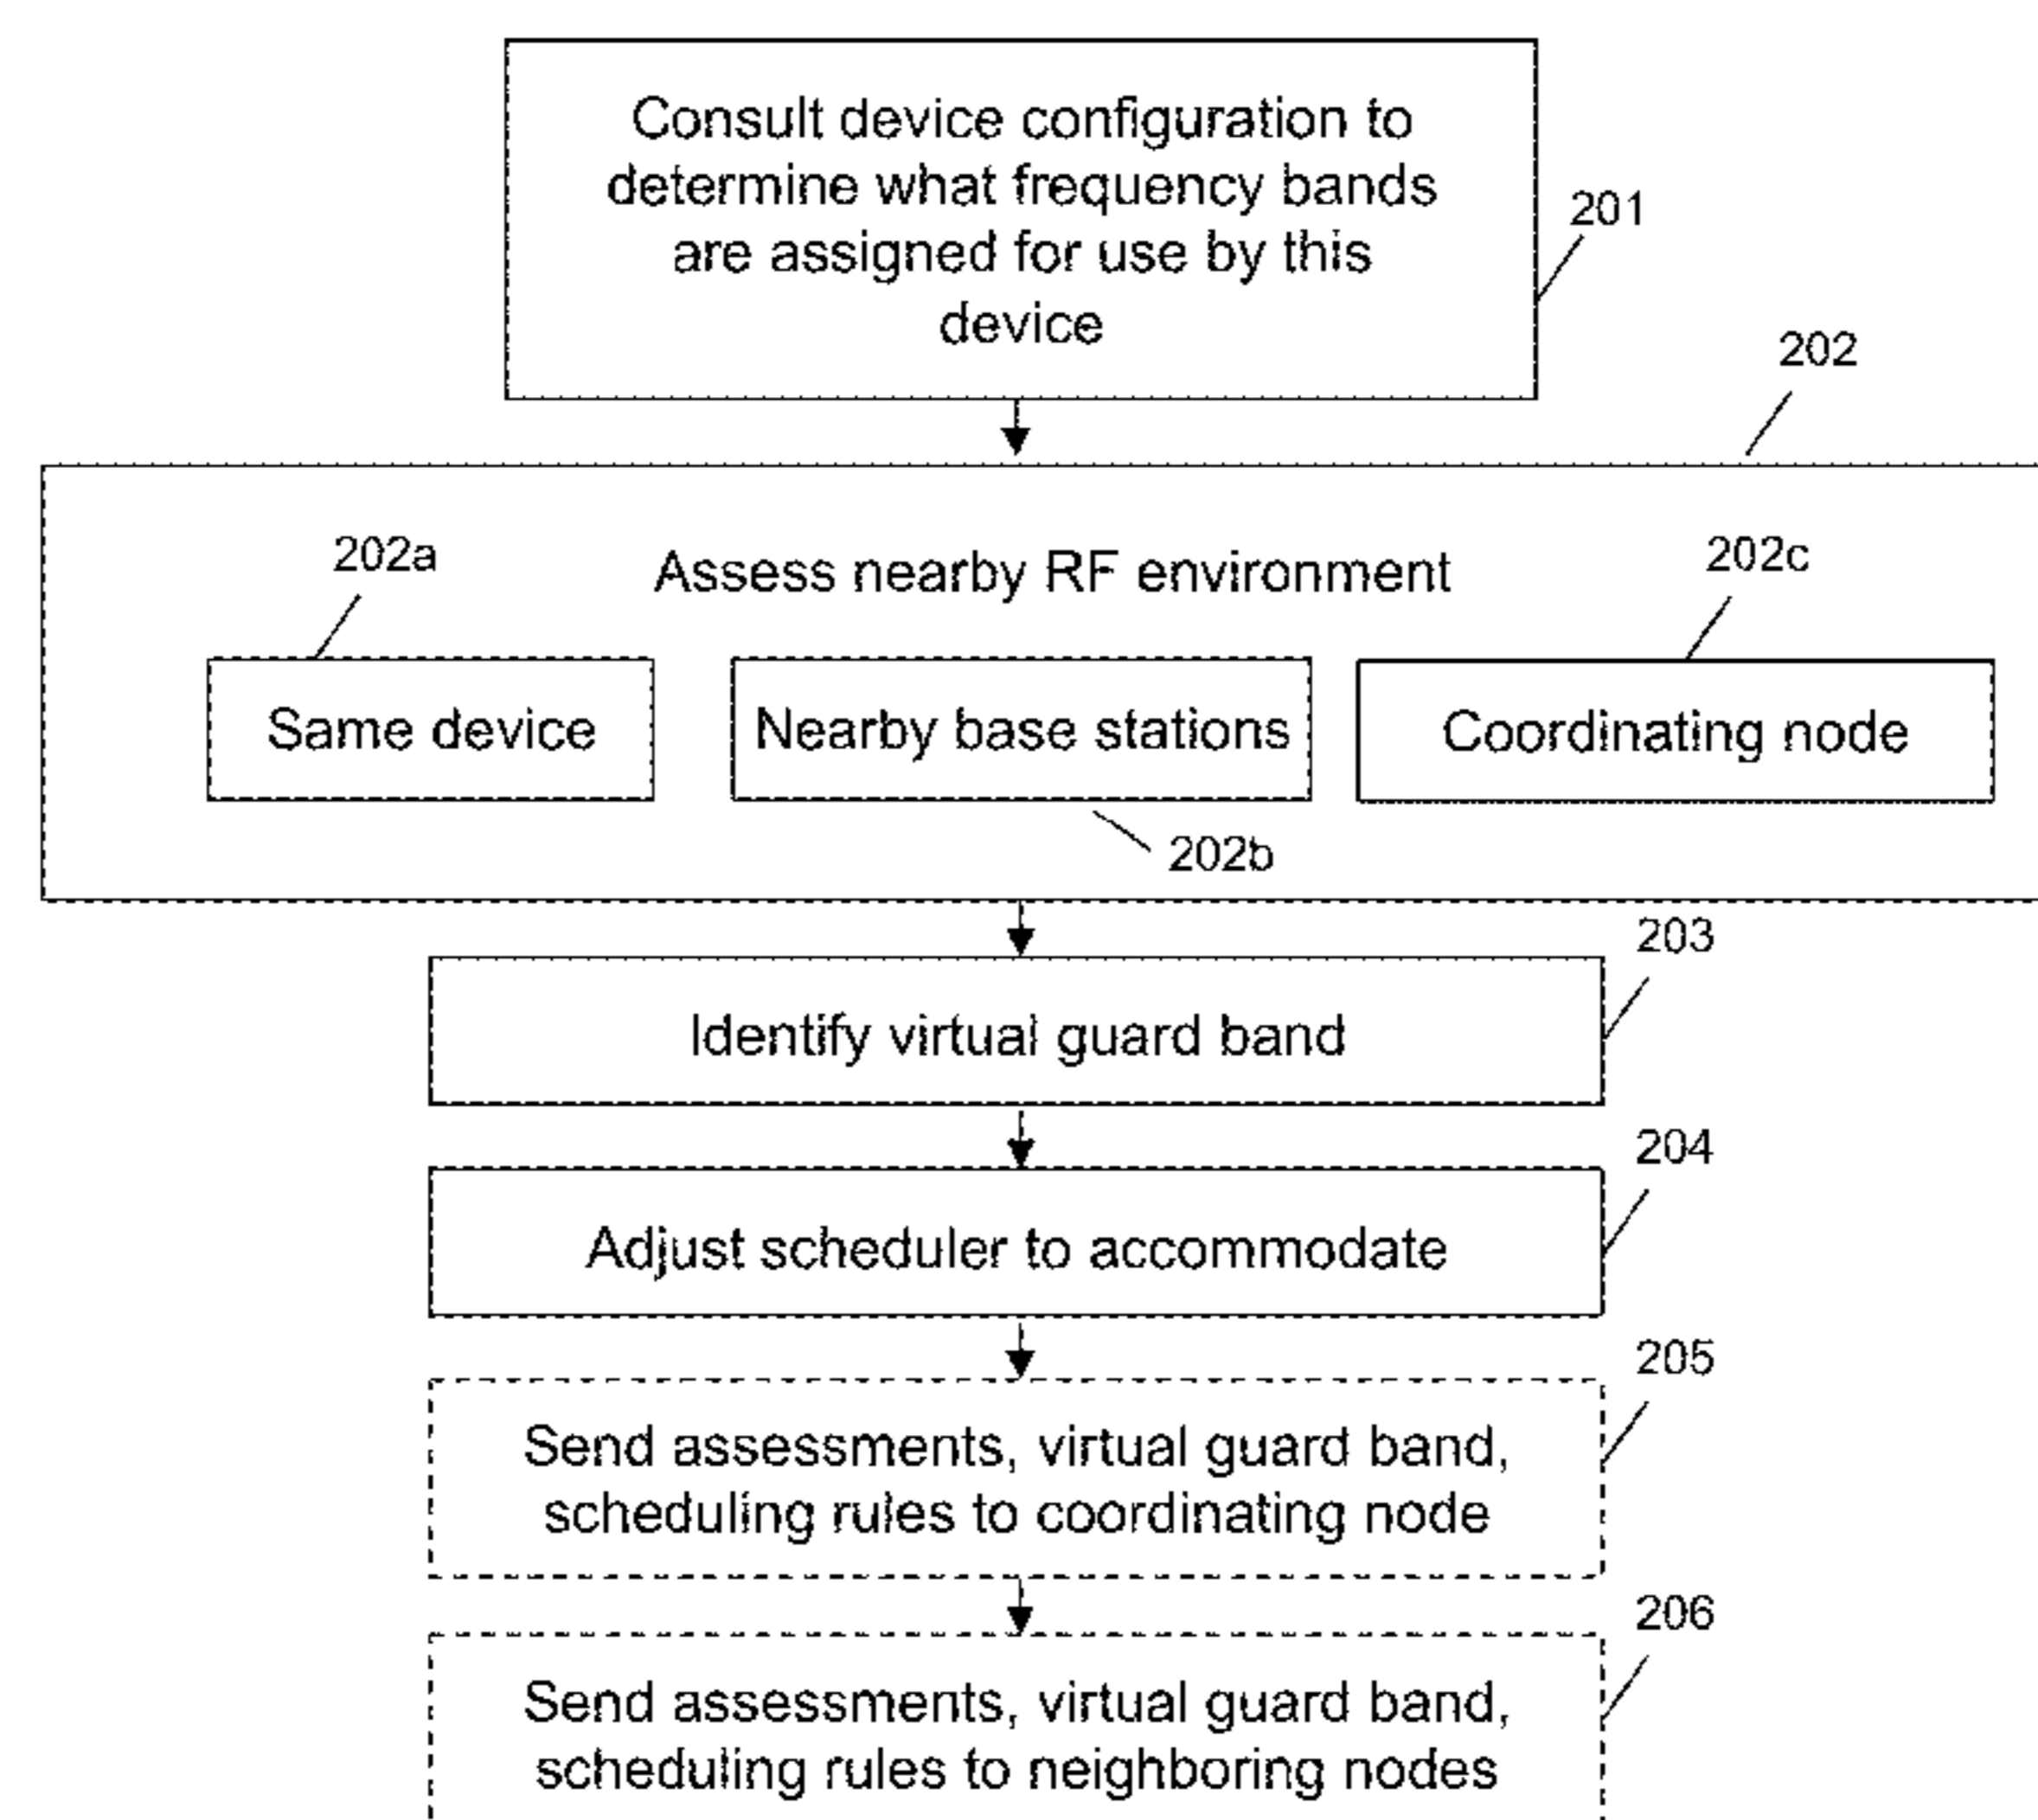 Consult device configuration to
determine what frequency bands
are assigned for use by this
device
201
202
202a
Assess nearby RF environment
202c
Same device
Nearby base stations
Coordinating node
202b
203
Identify virtual guard band
204
Adjust scheduler to accommodate
205
Send assessments, virtual guard band,
scheduling rules to coordinating node
206
Send assessments, virtual guard band,
scheduling rules to neighboring nodes